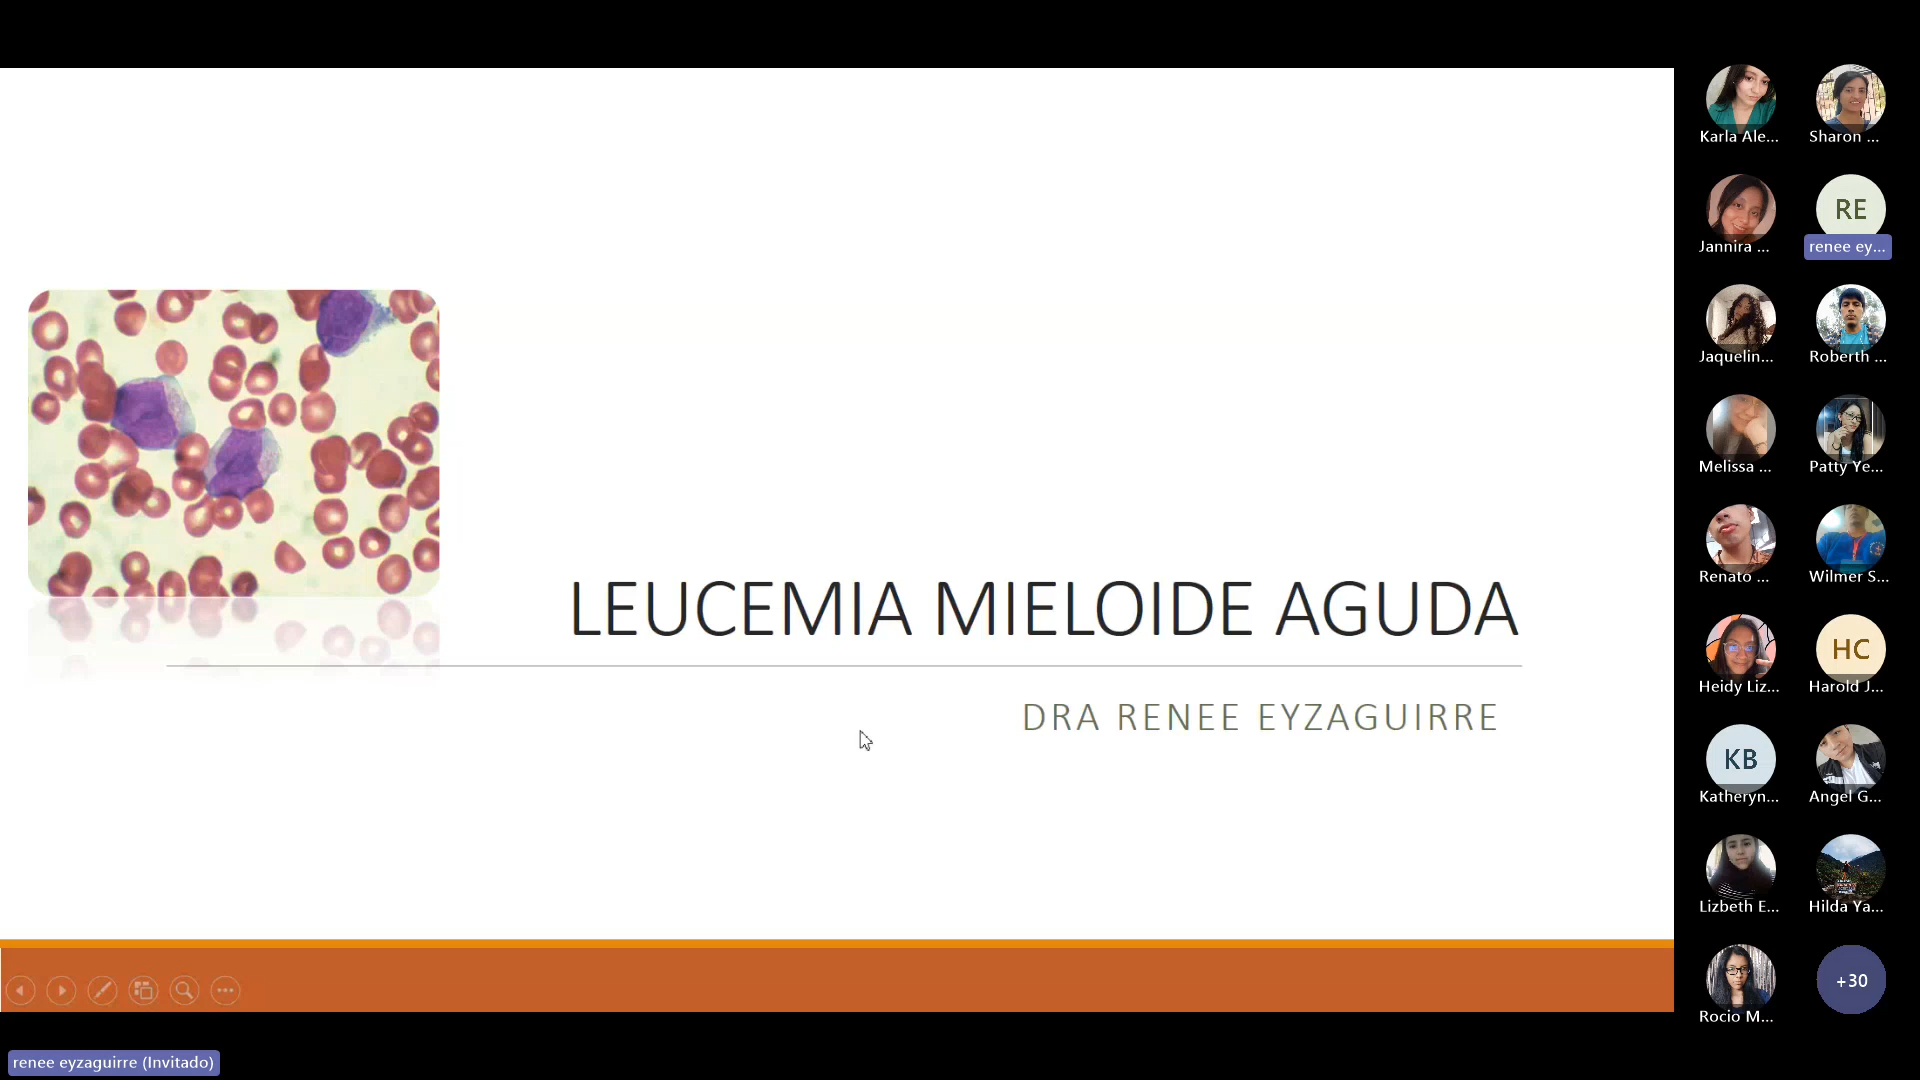 LEUCEMIA MIELOIDE AGUDA
DRA RENEE EYZAGUIRRE
Karla Ale...
Sharon ...
Jannira ...
RE
renee ey...
Jaquelin...
Roberth ...
Melissa ...
Patty Ye...
Renato ...
Wilmer S...
Heidy Liz...
HC
Harold J...
KB
Katheryn...
Angel G...
Lizbeth E...
Hilda Ya...
Rocio M...
+30
renee eyzaguirre (Invitado)